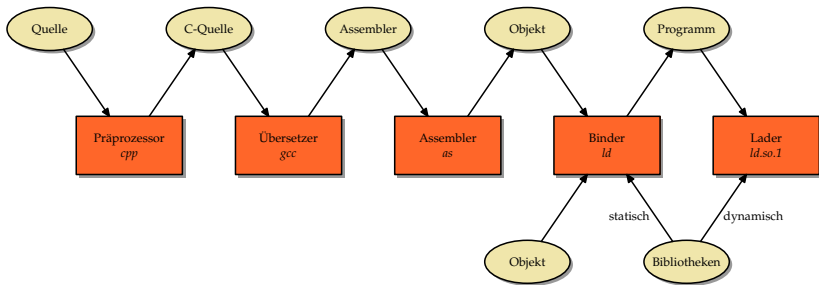 Quelle
C-Quelle
Assembler
Objekt
Programm
Präprozessor
cpp
Übersetzer
gcc
Assembler
as
Binder
ld
Lader
ld.so.1
statisch
dynamisch
Objekt
Bibliotheken